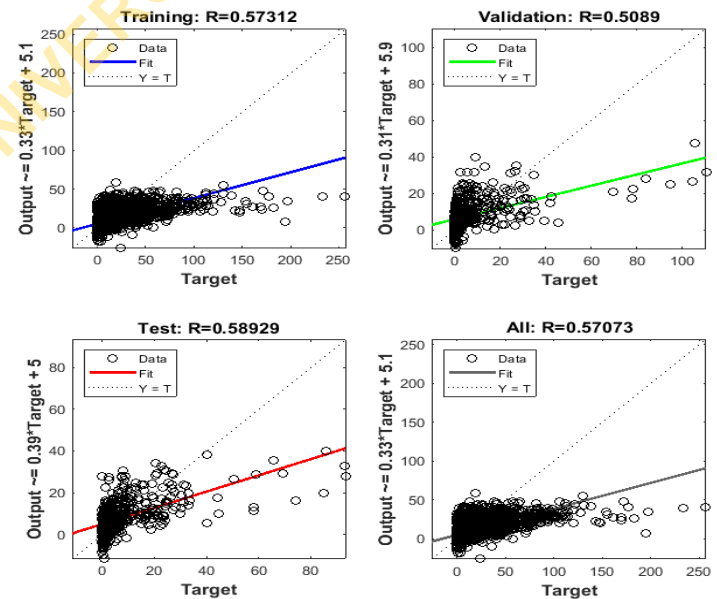 NIVERS
Training: R=0.57312
Output ~= 0.33*Target + 5.1
250
200
150
100
50
0
Data
Fit
Y = T
0 50 100 150 200 250
Target
Validation: R=0.5089
Output ~= 0.31*Target + 5.9
100
80
60
40
20
0
Data
Fit
Y = T
0 20 40 60 80 100
Target
Test: R=0.58929
Output ~= 0.39*Target + 5
80
60
40
20
0
Data
Fit
Y = T
0 20 40 60 80
Target
All: R=0.57073
Output ~= 0.33*Target + 5.1
250
200
150
100
50
0
Data
Fit
Y = T
0 50 100 150 200 250
Target